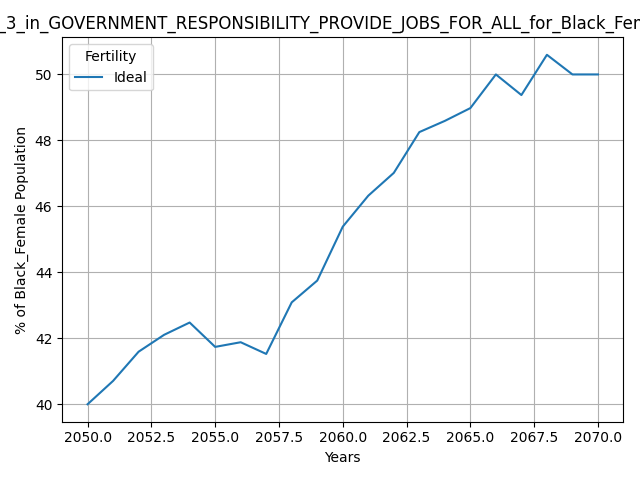 _3_in_GOVERNMENT_RESPONSIBILITY_PROVIDE_JOBS_FOR_ALL_for_Black_Fem
Fertility
Ideal
% of Black_Female Population
50
48
46
44
42
40
2050.0 2052.5 2055.0 2057.5 2060.0 2062.5 2065.0 2067.5 2070.0
Years